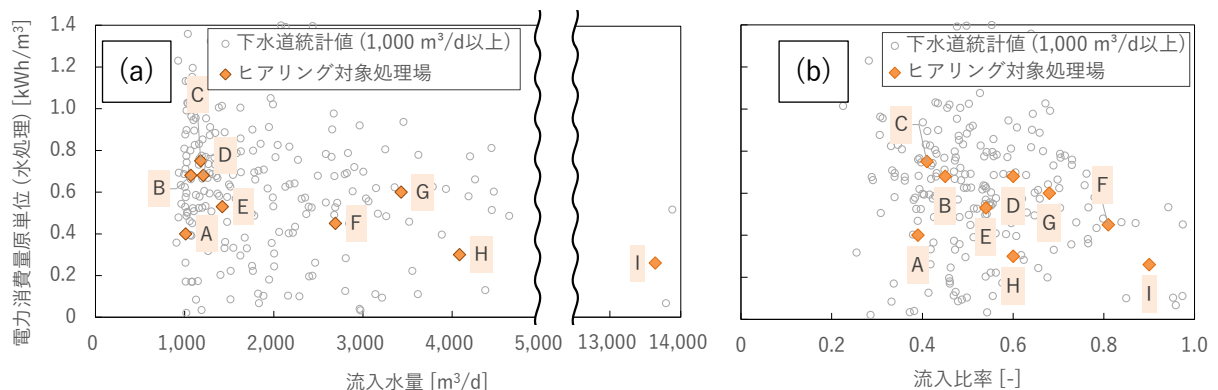 電力消費量原単位 (水処理) [kWh/m³]
1.4
1.2
1.0
0.8
0.6
0.4
0.2
0
(a)
下水道統計値 (1,000 m³/d以上)
ヒアリング対象処理場
C
D
B
E
G
A
F
H
I
0
1,000
2,000
3,000
4,000
5,000
13,000
14,000
流入水量 [m³/d]
(b)
下水道統計値 (1,000 m³/d以上)
ヒアリング対象処理場
C
F
B
D
G
E
A
H
I
0
0.2
0.4
0.6
0.8
1.0
流入比率 [-]